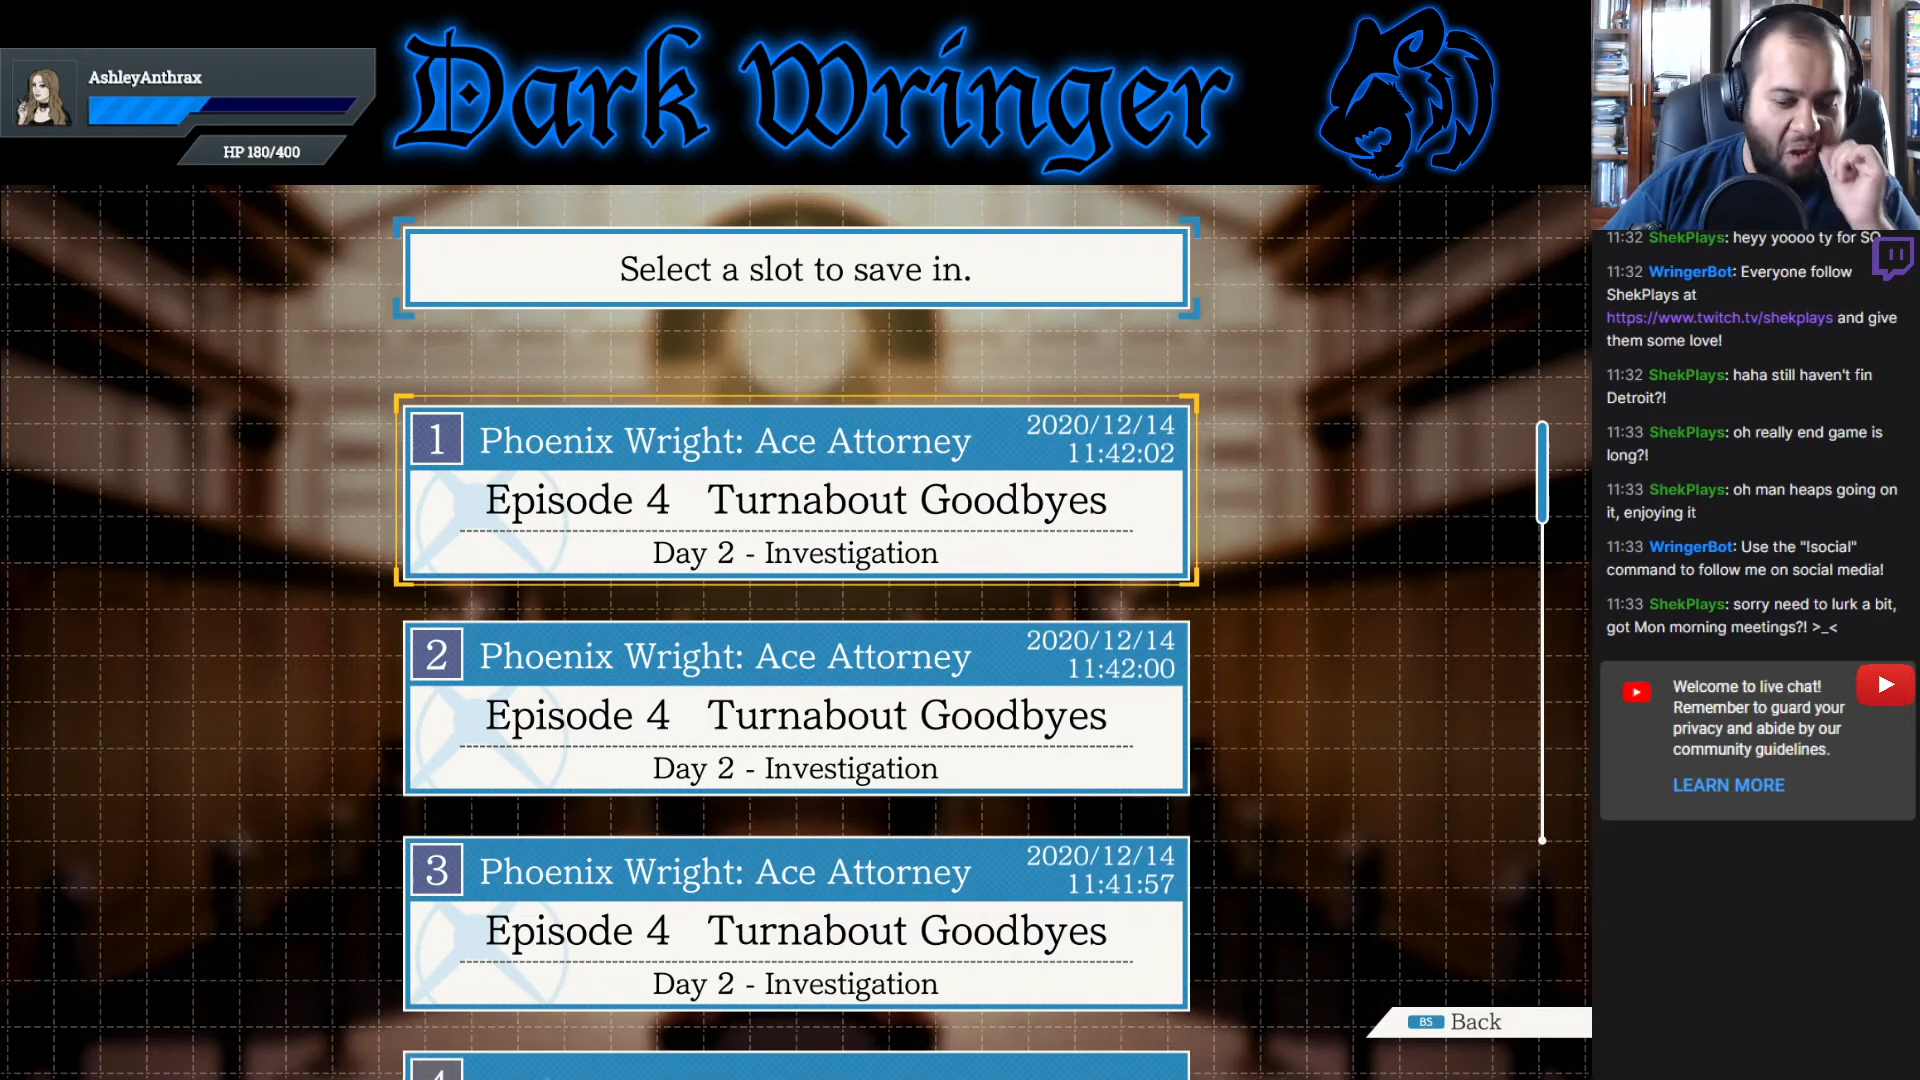 Dark Wringer
AshleyAnthrax
HP 180/400
Select a slot to save in.
1 Phoenix Wright: Ace Attorney 2020/12/14
11:42:02
Episode 4 Turnabout Goodbyes
Day 2 - Investigation
2 Phoenix Wright: Ace Attorney 2020/12/14
11:42:00
Episode 4 Turnabout Goodbyes
Day 2 - Investigation
3 Phoenix Wright: Ace Attorney 2020/12/14
11:41:57
Episode 4 Turnabout Goodbyes
Day 2 - Investigation
BS Back
11:32 ShekPlays: heyy yoooo ty for SO
11:32 WringerBot: Everyone follow
ShekPlays at
https://www.twitch.tv/shekplays and give
them some love!
11:32 ShekPlays: haha still haven't fin
Detroit?!
11:33 ShekPlays: oh really end game is
long?!
11:33 ShekPlays: oh man heaps going on
it, enjoying it
11:33 WringerBot: Use the "!social"
command to follow me on social media!
11:33 ShekPlays: sorry need to lurk a bit,
got Mon morning meetings?! >_<
Welcome to live chat!
Remember to guard your
privacy and abide by our
community guidelines.
LEARN MORE